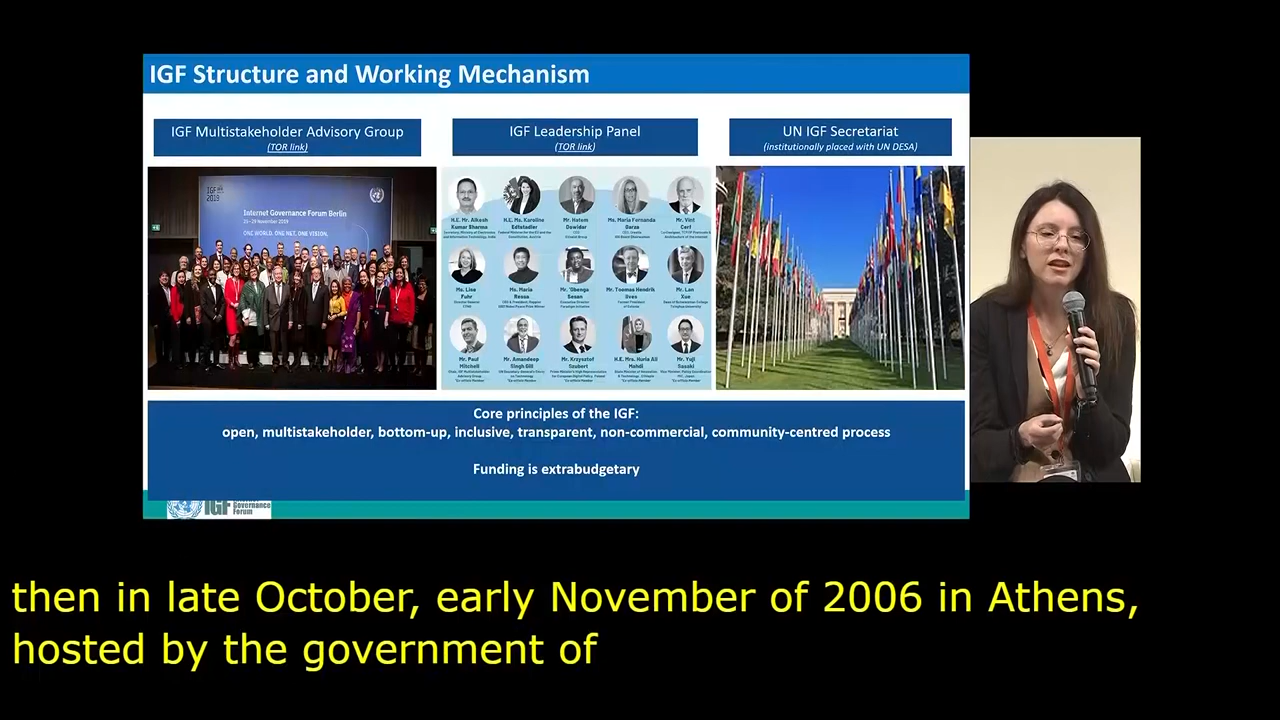 IGF Structure and Working Mechanism
IGF Multistakeholder Advisory Group
(TOR link)
IGF Leadership Panel
(TOR link)
UN IGF Secretariat
(institutionally placed with UN DESA)
IGF
2019
Internet Governance Forum Berlin
ONE WORLD. ONE NET. ONE VISION.
H.E. Mr. Alkesh
Kumar Sharma
H.E. Ms. Karoline
Edtstadler
Mr. Hatem
Dowidar
Ms. Maria Fernanda
Garza
Mr. Vint
Cerf
Ms. Lise
Fuhr
Ms. Maria
Ressa
Mr. 'Gbenga
Sesan
Mr. Toomas Hendrik
Ilves
Mr. Lan
Xue
Mr. Paul
Mitchell
Mr. Amandeep
Singh Gill
Mr. Krzysztof
Szubert
H.E. Mrs. Huria Ali
Mahdi
Mr. Yuji
Sasaki
Core principles of the IGF:
open, multistakeholder, bottom-up, inclusive, transparent, non-commercial, community-centred process
Funding is extrabudgetary
IGF
Governance
Forum
then in late October, early November of 2006 in Athens,
hosted by the government of